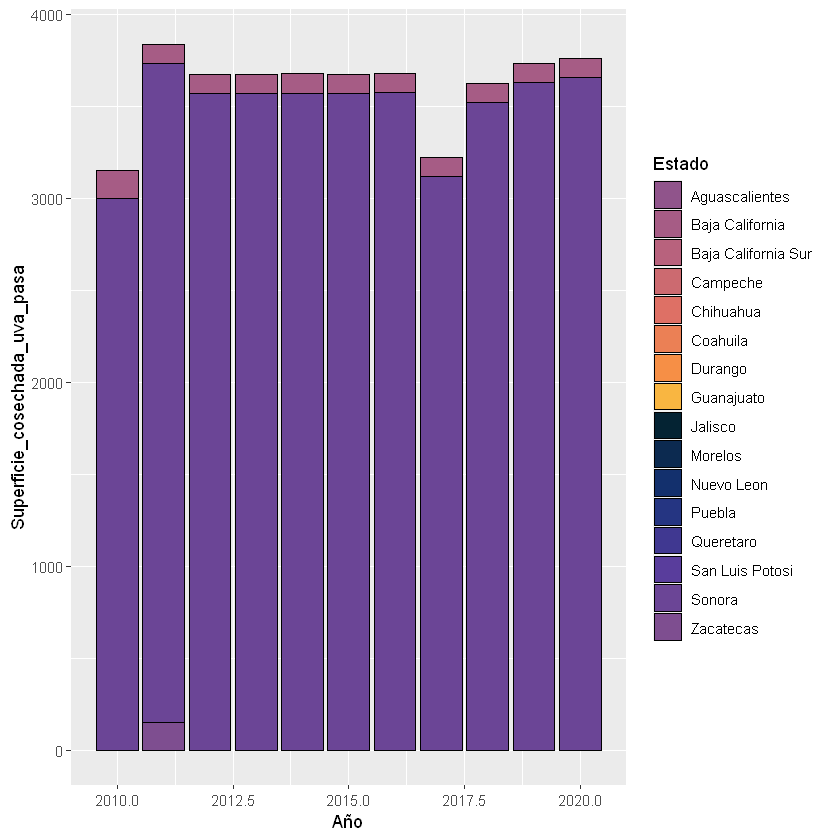 4000
3000
2000
1000
0
Superficie_cosechada_uva_pasa
2010.0
2012.5
2015.0
2017.5
2020.0
Año
Estado
Aguascalientes
Baja California
Baja California Sur
Campeche
Chihuahua
Coahuila
Durango
Guanajuato
Jalisco
Morelos
Nuevo Leon
Puebla
Queretaro
San Luis Potosi
Sonora
Zacatecas